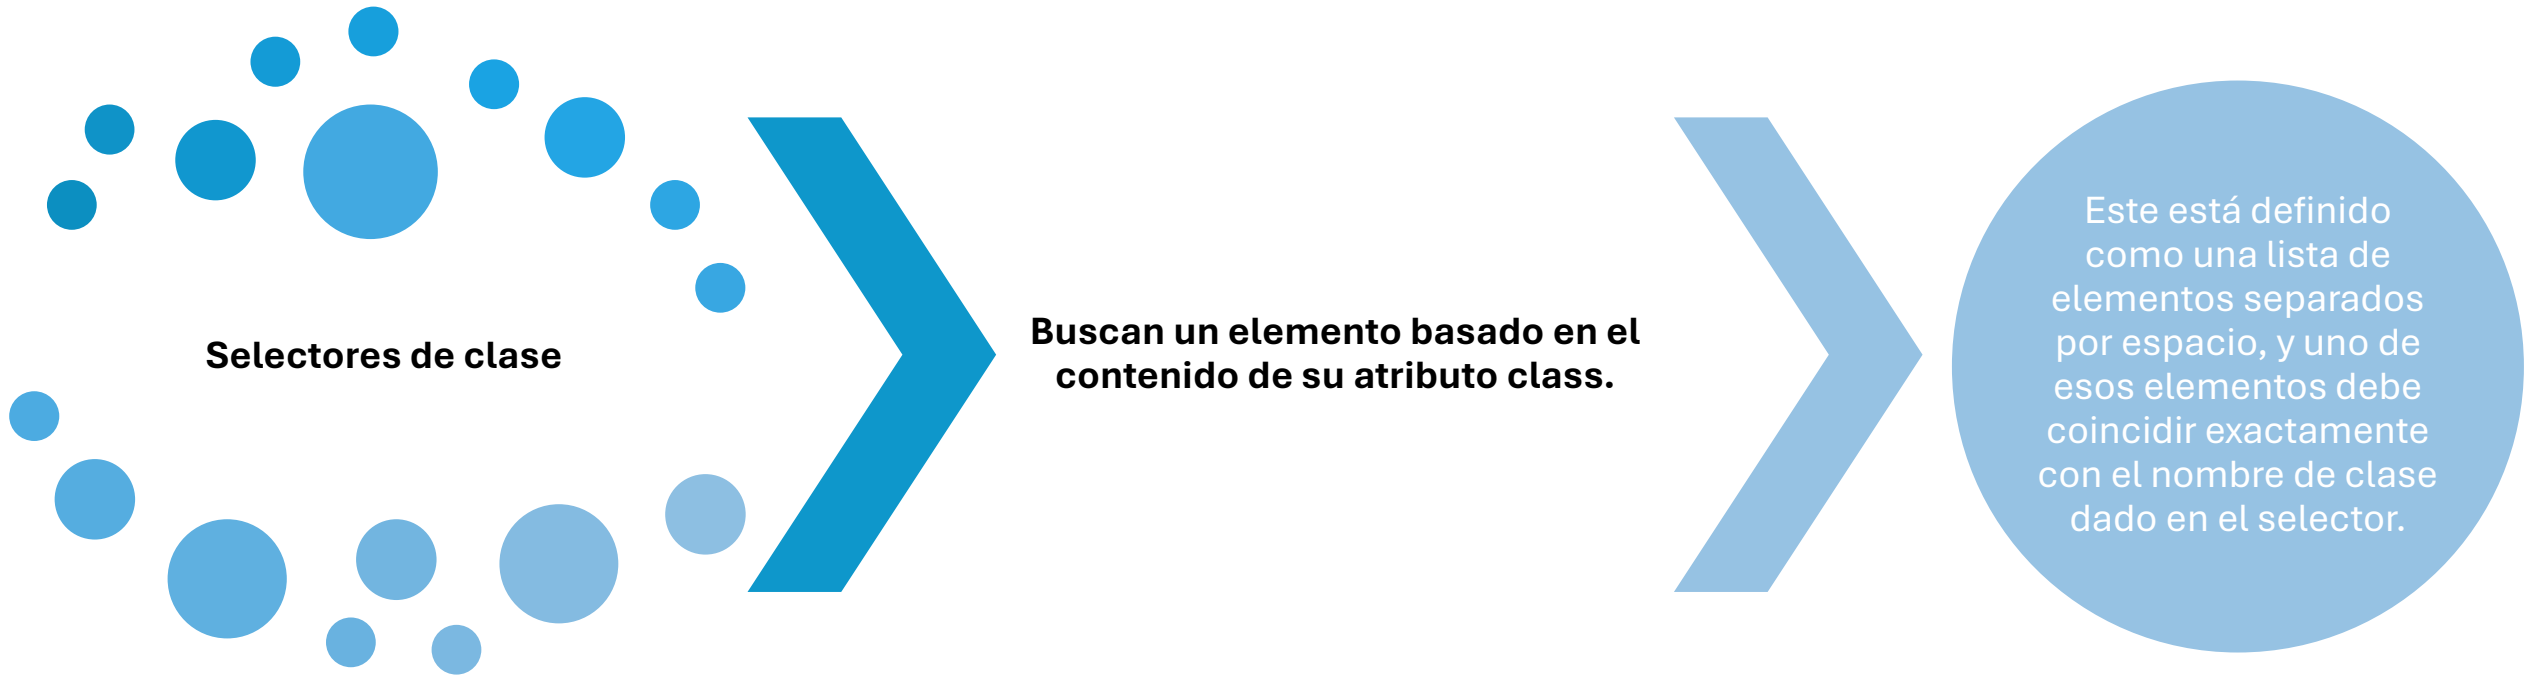 Selectores de clase
Buscan un elemento basado en el
contenido de su atributo class.
Este está definido
como una lista de
elementos separados
por espacio, y uno de
esos elementos debe
coincidir exactamente
con el nombre de clase
dado en el selector.